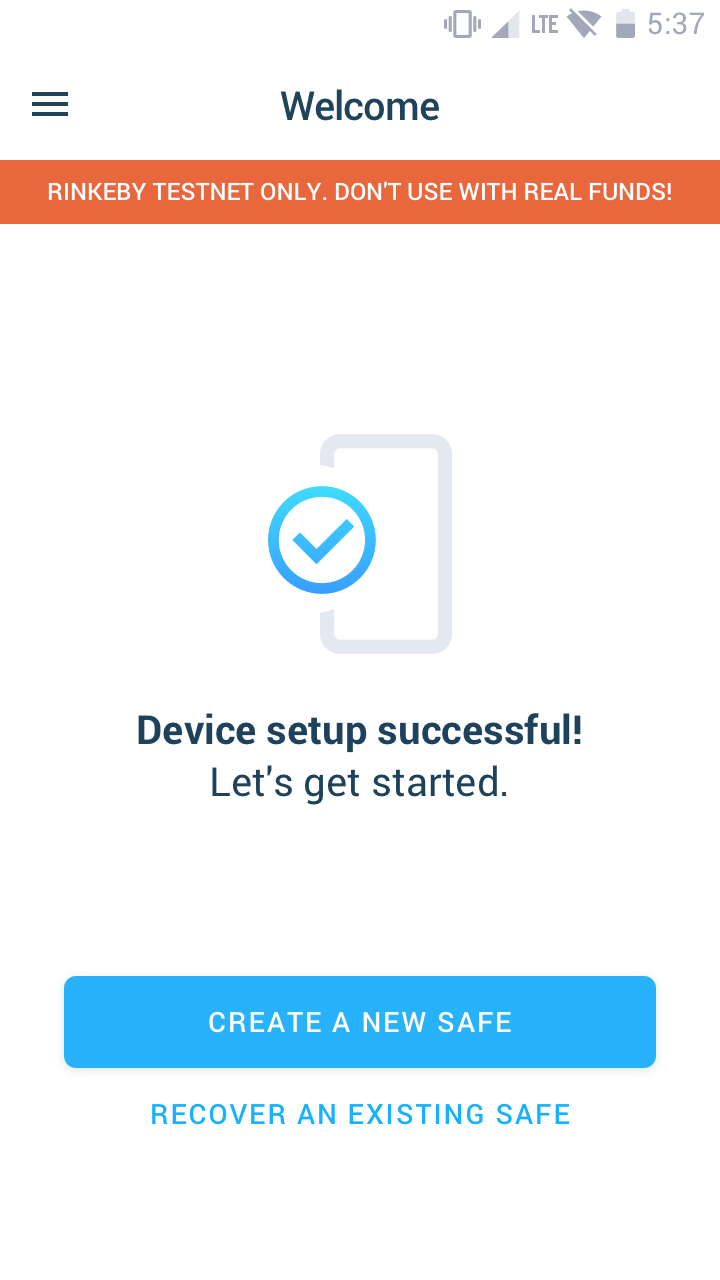 LTE 5:37
Welcome
RINKEBY TESTNET ONLY. DON'T USE WITH REAL FUNDS!
Device setup successful!
Let's get started.
CREATE A NEW SAFE
RECOVER AN EXISTING SAFE